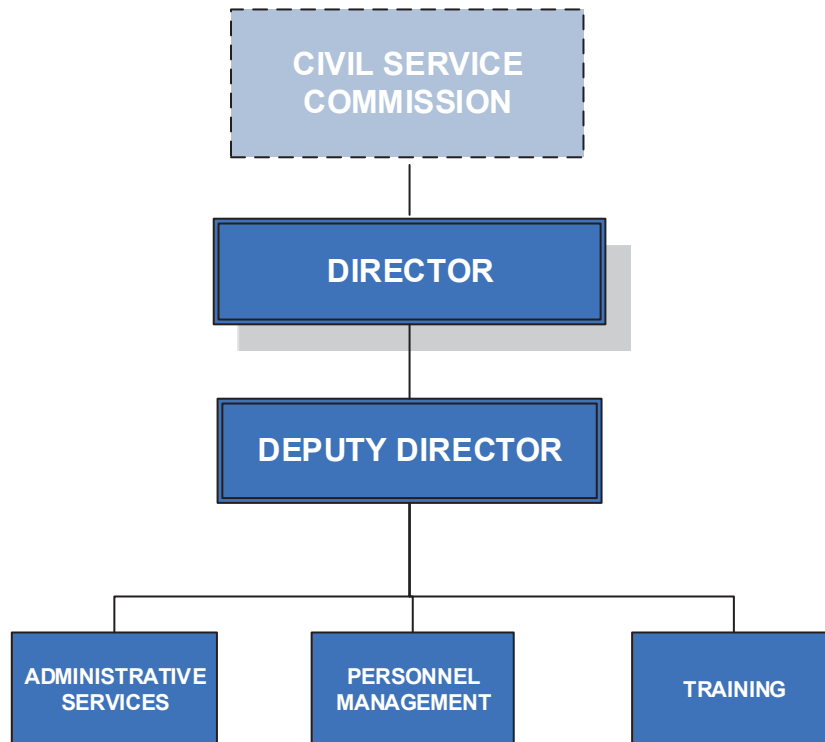 CIVIL SERVICE
COMMISSION
DIRECTOR
DEPUTY DIRECTOR
ADMINISTRATIVE
SERVICES
PERSONNEL
MANAGEMENT
TRAINING